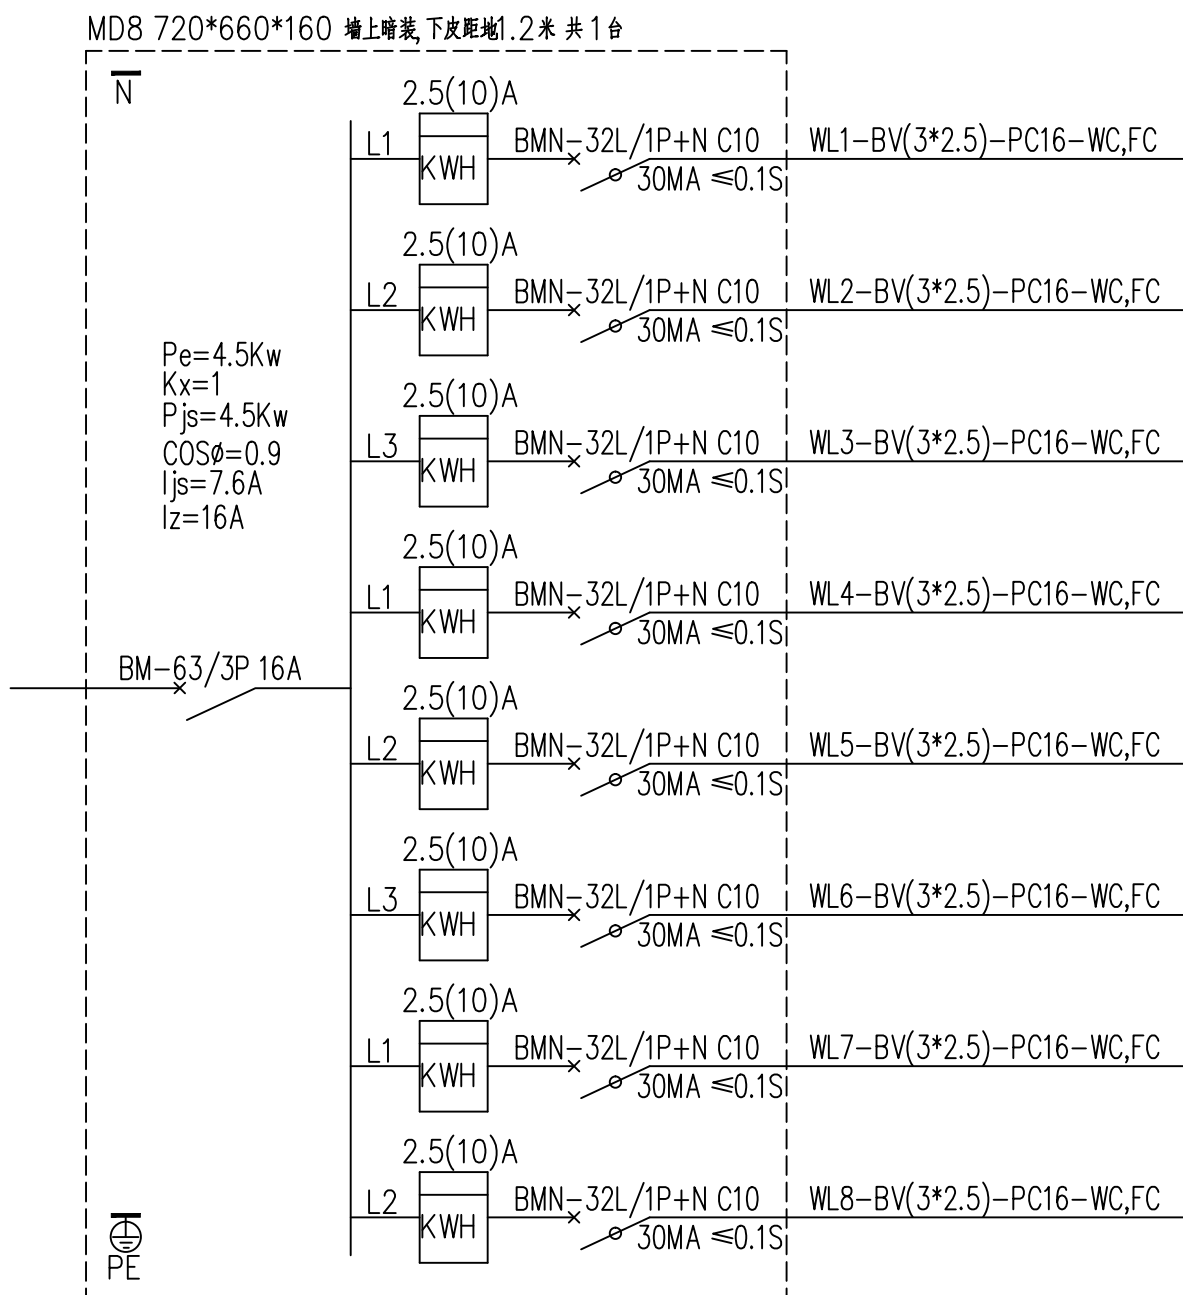 MD8 720*660*160 墙上暗装,下皮距地1.2米 共1台
N
2.5(10)A
L1
KWH
BMN-32L/1P+N C10
30MA ≤0.1S
WL1-BV(3*2.5)-PC16-WC,FC
2.5(10)A
L2
KWH
BMN-32L/1P+N C10
30MA ≤0.1S
WL2-BV(3*2.5)-PC16-WC,FC
Pe=4.5Kw
Kx=1
Pjs=4.5Kw
COSø=0.9
Ijs=7.6A
Iz=16A
2.5(10)A
L3
KWH
BMN-32L/1P+N C10
30MA ≤0.1S
WL3-BV(3*2.5)-PC16-WC,FC
2.5(10)A
L1
KWH
BMN-32L/1P+N C10
30MA ≤0.1S
WL4-BV(3*2.5)-PC16-WC,FC
BM-63/3P 16A
2.5(10)A
L2
KWH
BMN-32L/1P+N C10
30MA ≤0.1S
WL5-BV(3*2.5)-PC16-WC,FC
2.5(10)A
L3
KWH
BMN-32L/1P+N C10
30MA ≤0.1S
WL6-BV(3*2.5)-PC16-WC,FC
2.5(10)A
L1
KWH
BMN-32L/1P+N C10
30MA ≤0.1S
WL7-BV(3*2.5)-PC16-WC,FC
2.5(10)A
L2
KWH
BMN-32L/1P+N C10
30MA ≤0.1S
WL8-BV(3*2.5)-PC16-WC,FC
PE